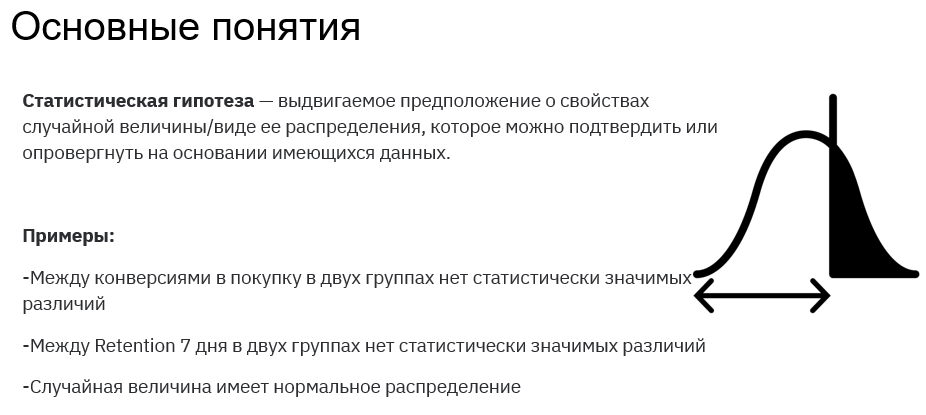 Основные понятия
Статистическая гипотеза — выдвигаемое предположение о свойствах
случайной величины/виде ее распределения, которое можно подтвердить или
опровергнуть на основании имеющихся данных.
Примеры:
-Между конверсиями в покупку в двух группах нет статистически значимых
различий
-Между Retention 7 дня в двух группах нет статистически значимых различий
-Случайная величина имеет нормальное распределение